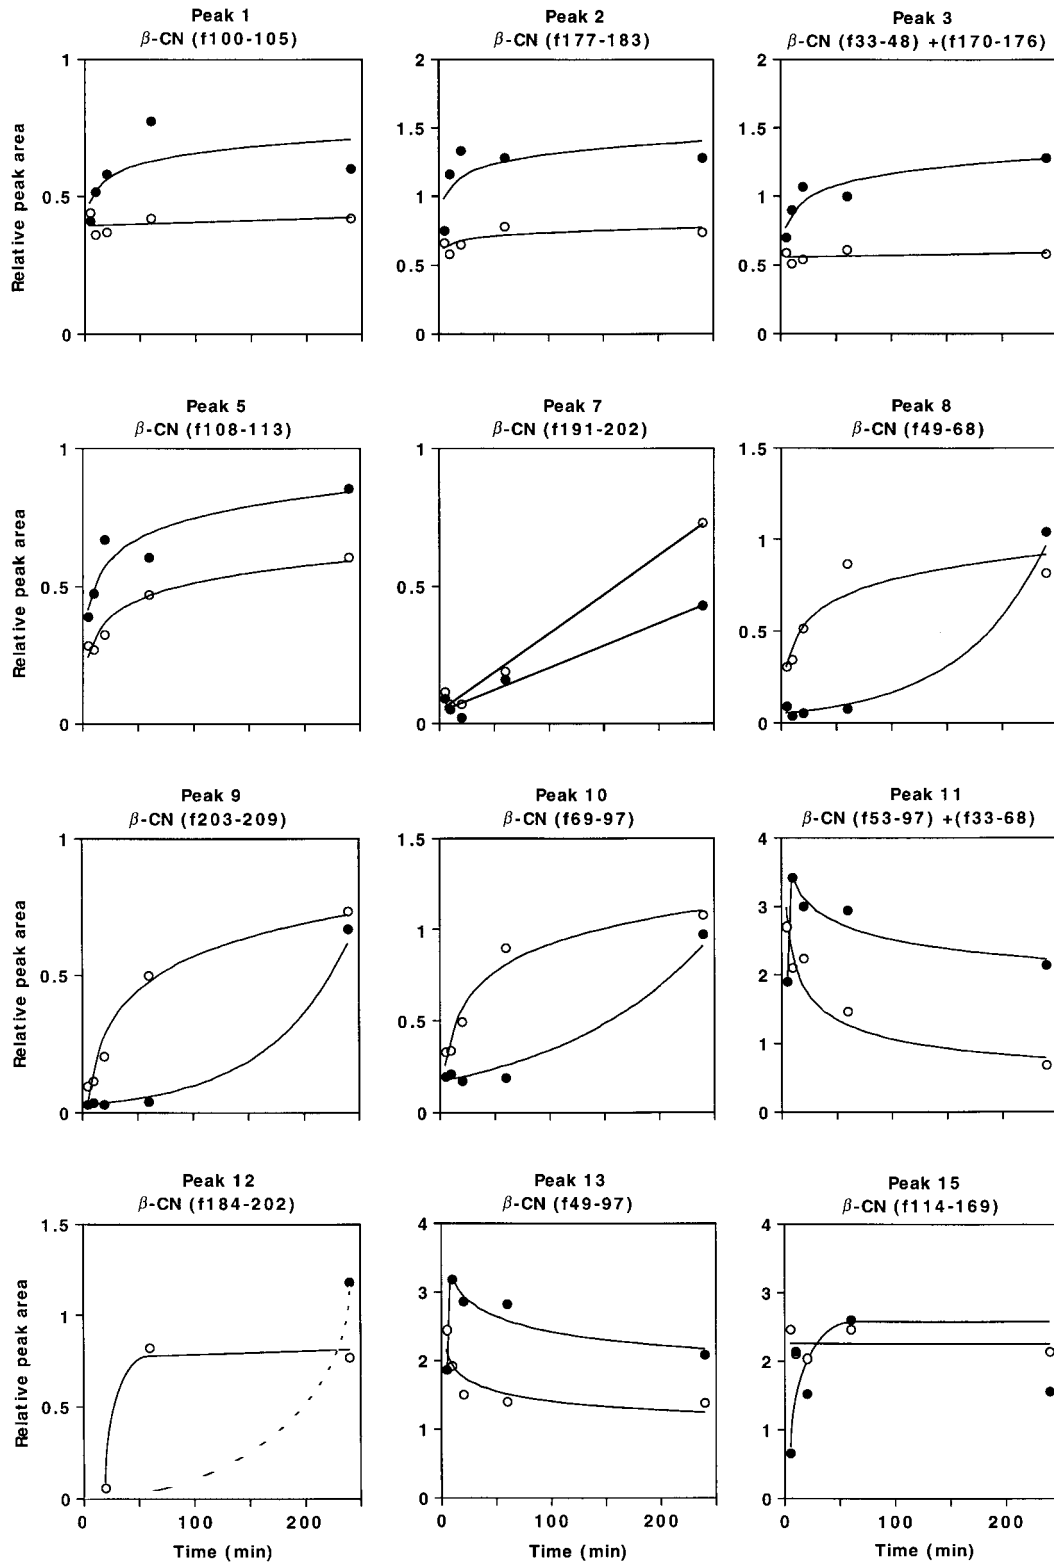 Peak 1
β-CN (f100-105)
Peak 2
β-CN (f177-183)
Peak 3
β-CN (f33-48) +(f170-176)
Relative peak area
1
0.5
0
2
1.5
1
0.5
0
2
1.5
1
0.5
0
Peak 5
β-CN (f108-113)
Peak 7
β-CN (f191-202)
Peak 8
β-CN (f49-68)
Relative peak area
1
0.5
0
1
0.5
0
1.5
1
0.5
0
Peak 9
β-CN (f203-209)
Peak 10
β-CN (f69-97)
Peak 11
β-CN (f53-97) +(f33-68)
Relative peak area
1
0.5
0
1.5
1
0.5
0
4
3
2
1
0
Peak 12
β-CN (f184-202)
Peak 13
β-CN (f49-97)
Peak 15
β-CN (f114-169)
Relative peak area
1.5
1
0.5
0
4
3
2
1
0
4
3
2
1
0
0 100 200
0 100 200
0 100 200
Time (min)
Time (min)
Time (min)